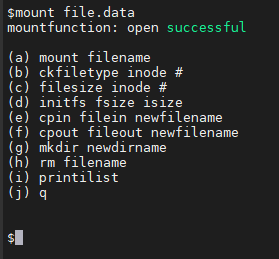 $mount file.data
mountfunction: open successful
(a) mount filename
(b) ckfiletype inode #
(c) filesize inode #
(d) initfs fsize isize
(e) cpin filein newfilename
(f) cpout fileout newfilename
(g) mkdir newdirname
(h) rm filename
(i) printilist
(j) q
$